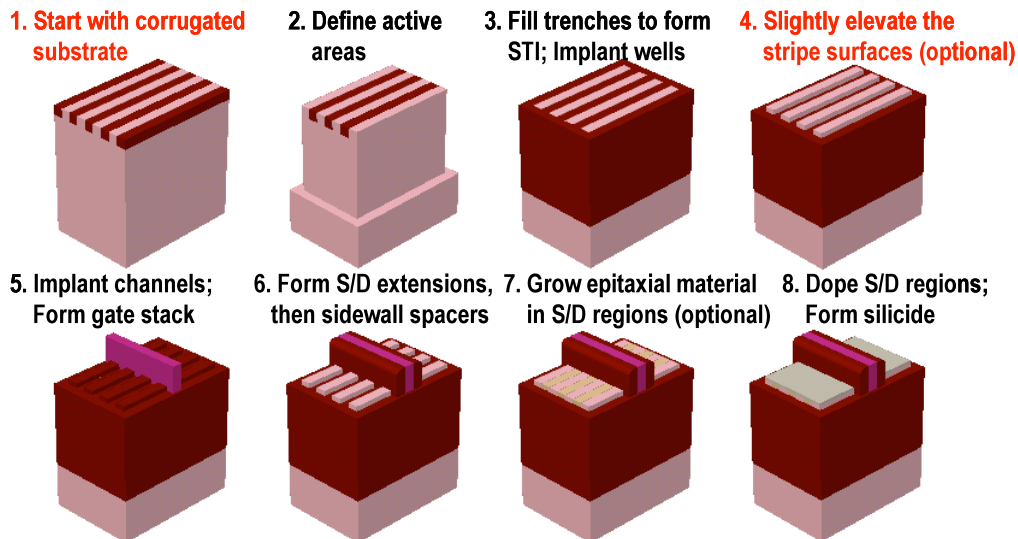 1. Start with corrugated
substrate
2. Define active
areas
3. Fill trenches to form
STI; Implant wells
4. Slightly elevate the
stripe surfaces (optional)
5. Implant channels;
Form gate stack
6. Form S/D extensions,
then sidewall spacers
7. Grow epitaxial material
in S/D regions (optional)
8. Dope S/D regions;
Form silicide